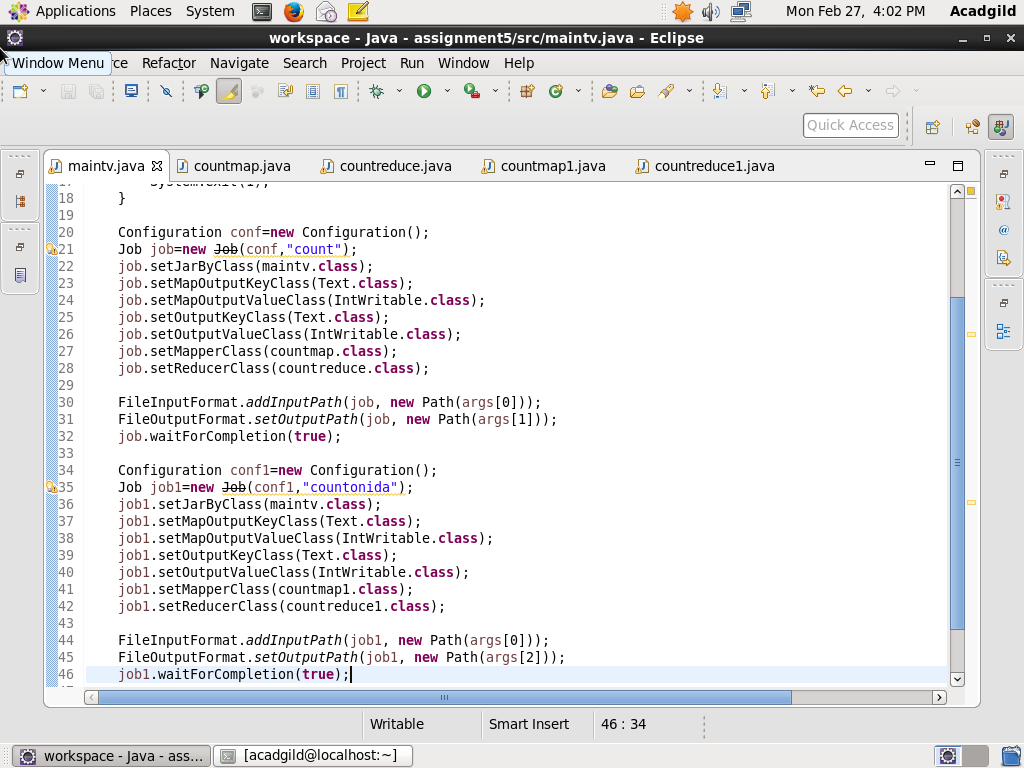 Applications Places System Mon Feb 27, 4:02 PM Acadgild
workspace - Java - assignment5/src/maintv.java - Eclipse
Window Menu ce Refactor Navigate Search Project Run Window Help
Quick Access
maintv.java countmap.java countreduce.java countmap1.java countreduce1.java
17 System.exit(1);
18 }
19
20 Configuration conf=new Configuration();
21 Job job=new Job(conf,"count");
22 job.setJarByClass(maintv.class);
23 job.setMapOutputKeyClass(Text.class);
24 job.setMapOutputValueClass(IntWritable.class);
25 job.setOutputKeyClass(Text.class);
26 job.setOutputValueClass(IntWritable.class);
27 job.setMapperClass(countmap.class);
28 job.setReducerClass(countreduce.class);
29
30 FileInputFormat.addInputPath(job, new Path(args[0]));
31 FileOutputFormat.setOutputPath(job, new Path(args[1]));
32 job.waitForCompletion(true);
33
34 Configuration conf1=new Configuration();
35 Job job1=new Job(conf1,"countonida");
36 job1.setJarByClass(maintv.class);
37 job1.setMapOutputKeyClass(Text.class);
38 job1.setMapOutputValueClass(IntWritable.class);
39 job1.setOutputKeyClass(Text.class);
40 job1.setOutputValueClass(IntWritable.class);
41 job1.setMapperClass(countmap1.class);
42 job1.setReducerClass(countreduce1.class);
43
44 FileInputFormat.addInputPath(job1, new Path(args[0]));
45 FileOutputFormat.setOutputPath(job1, new Path(args[2]));
46 job1.waitForCompletion(true);
Writable Smart Insert 46 : 34
workspace - Java - ass... [acadgild@localhost:~]